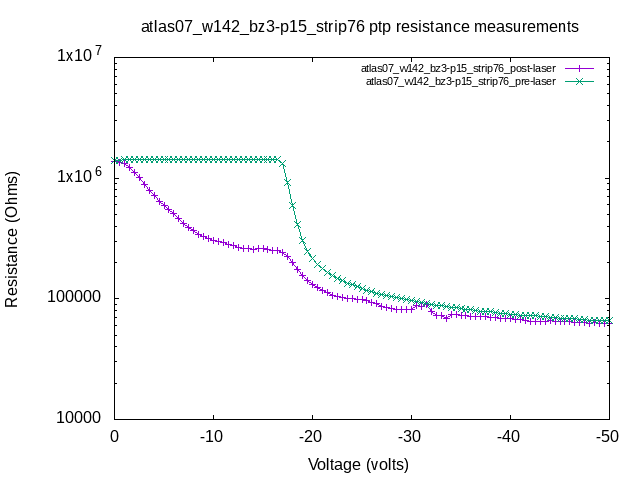 atlas07_w142_bz3-p15_strip76 ptp resistance measurements
atlas07_w142_bz3-p15_strip76_post-laser
atlas07_w142_bz3-p15_strip76_pre-laser
1x10^7
1x10^6
100000
10000
Resistance (Ohms)
0 -10 -20 -30 -40 -50
Voltage (volts)